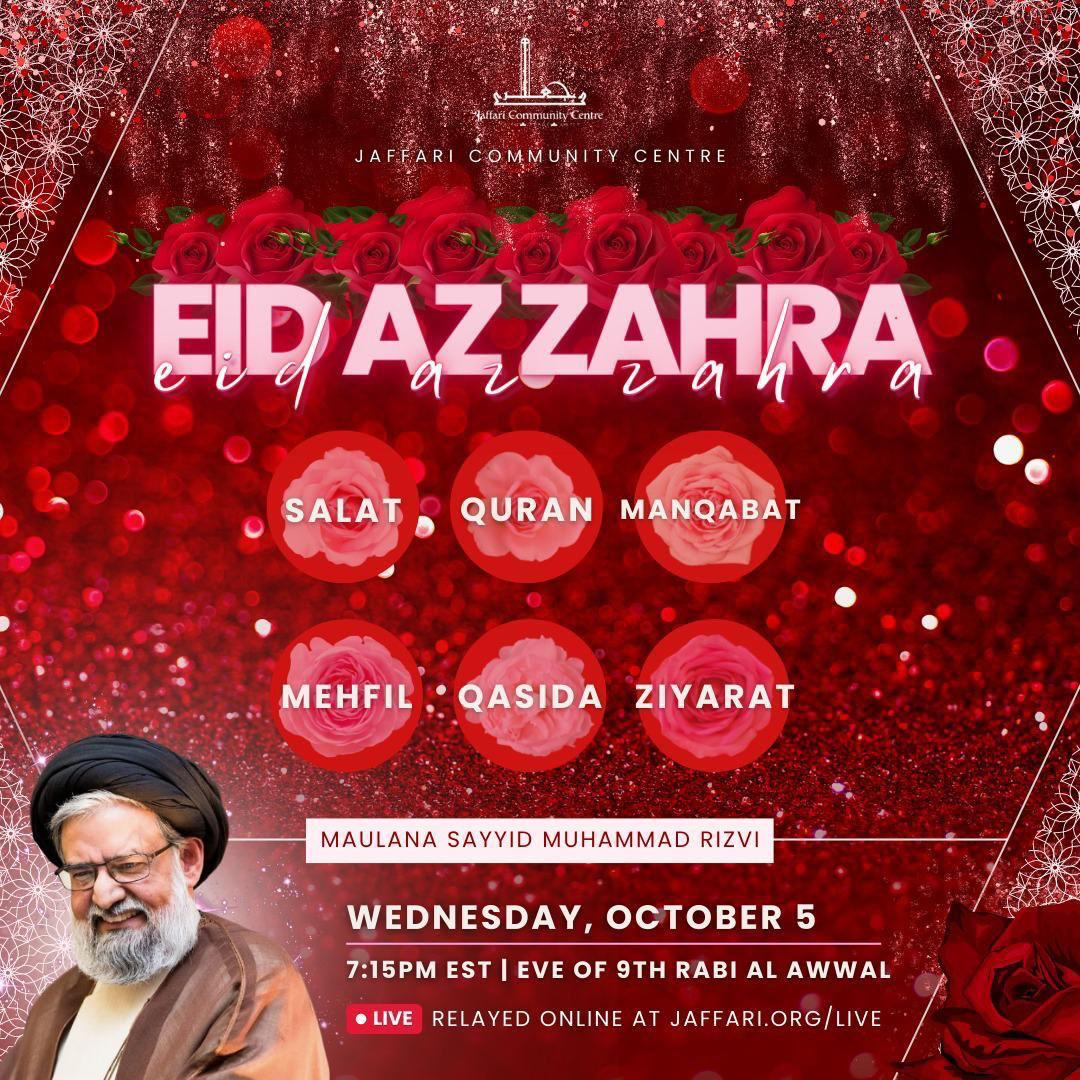 Jaffari Community Centre
JAFFARI COMMUNITY CENTRE
EID AZ ZAHRA
eid az zahra
SALAT QURAN MANQABAT
MEHFIL QASIDA ZIYARAT
MAULANA SAYYID MUHAMMAD RIZVI
WEDNESDAY, OCTOBER 5
7:15PM EST | EVE OF 9TH RABI AL AWWAL
LIVE RELAYED ONLINE AT JAFFARI.ORG/LIVE